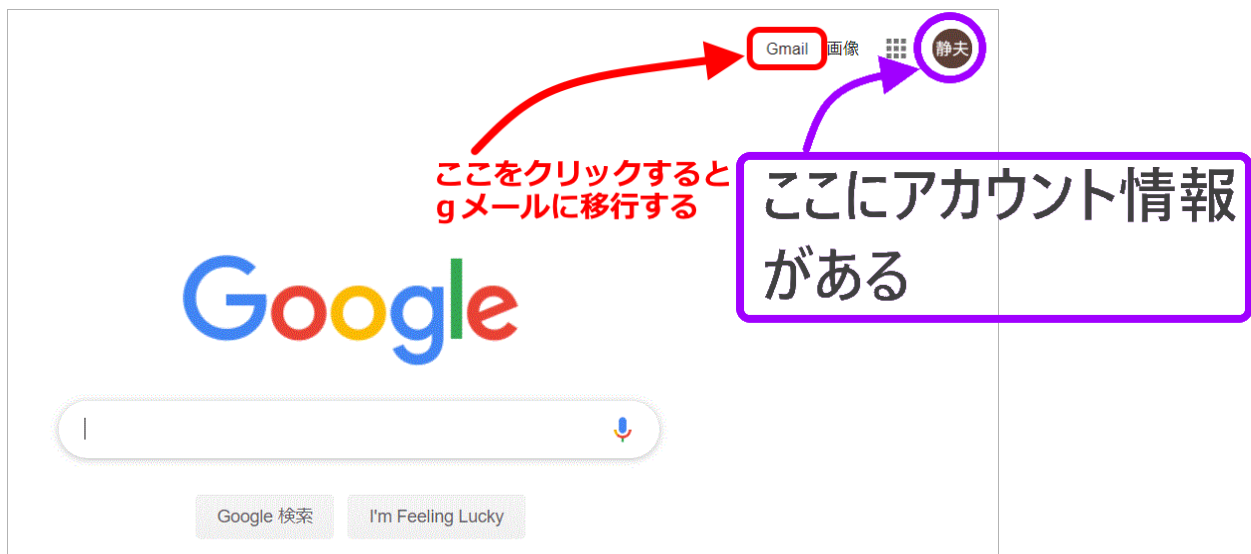 Gmail 画像 静夫
ここをクリックすると
gメールに移行する
ここにアカウント情報
がある
Google
Google 検索 I'm Feeling Lucky